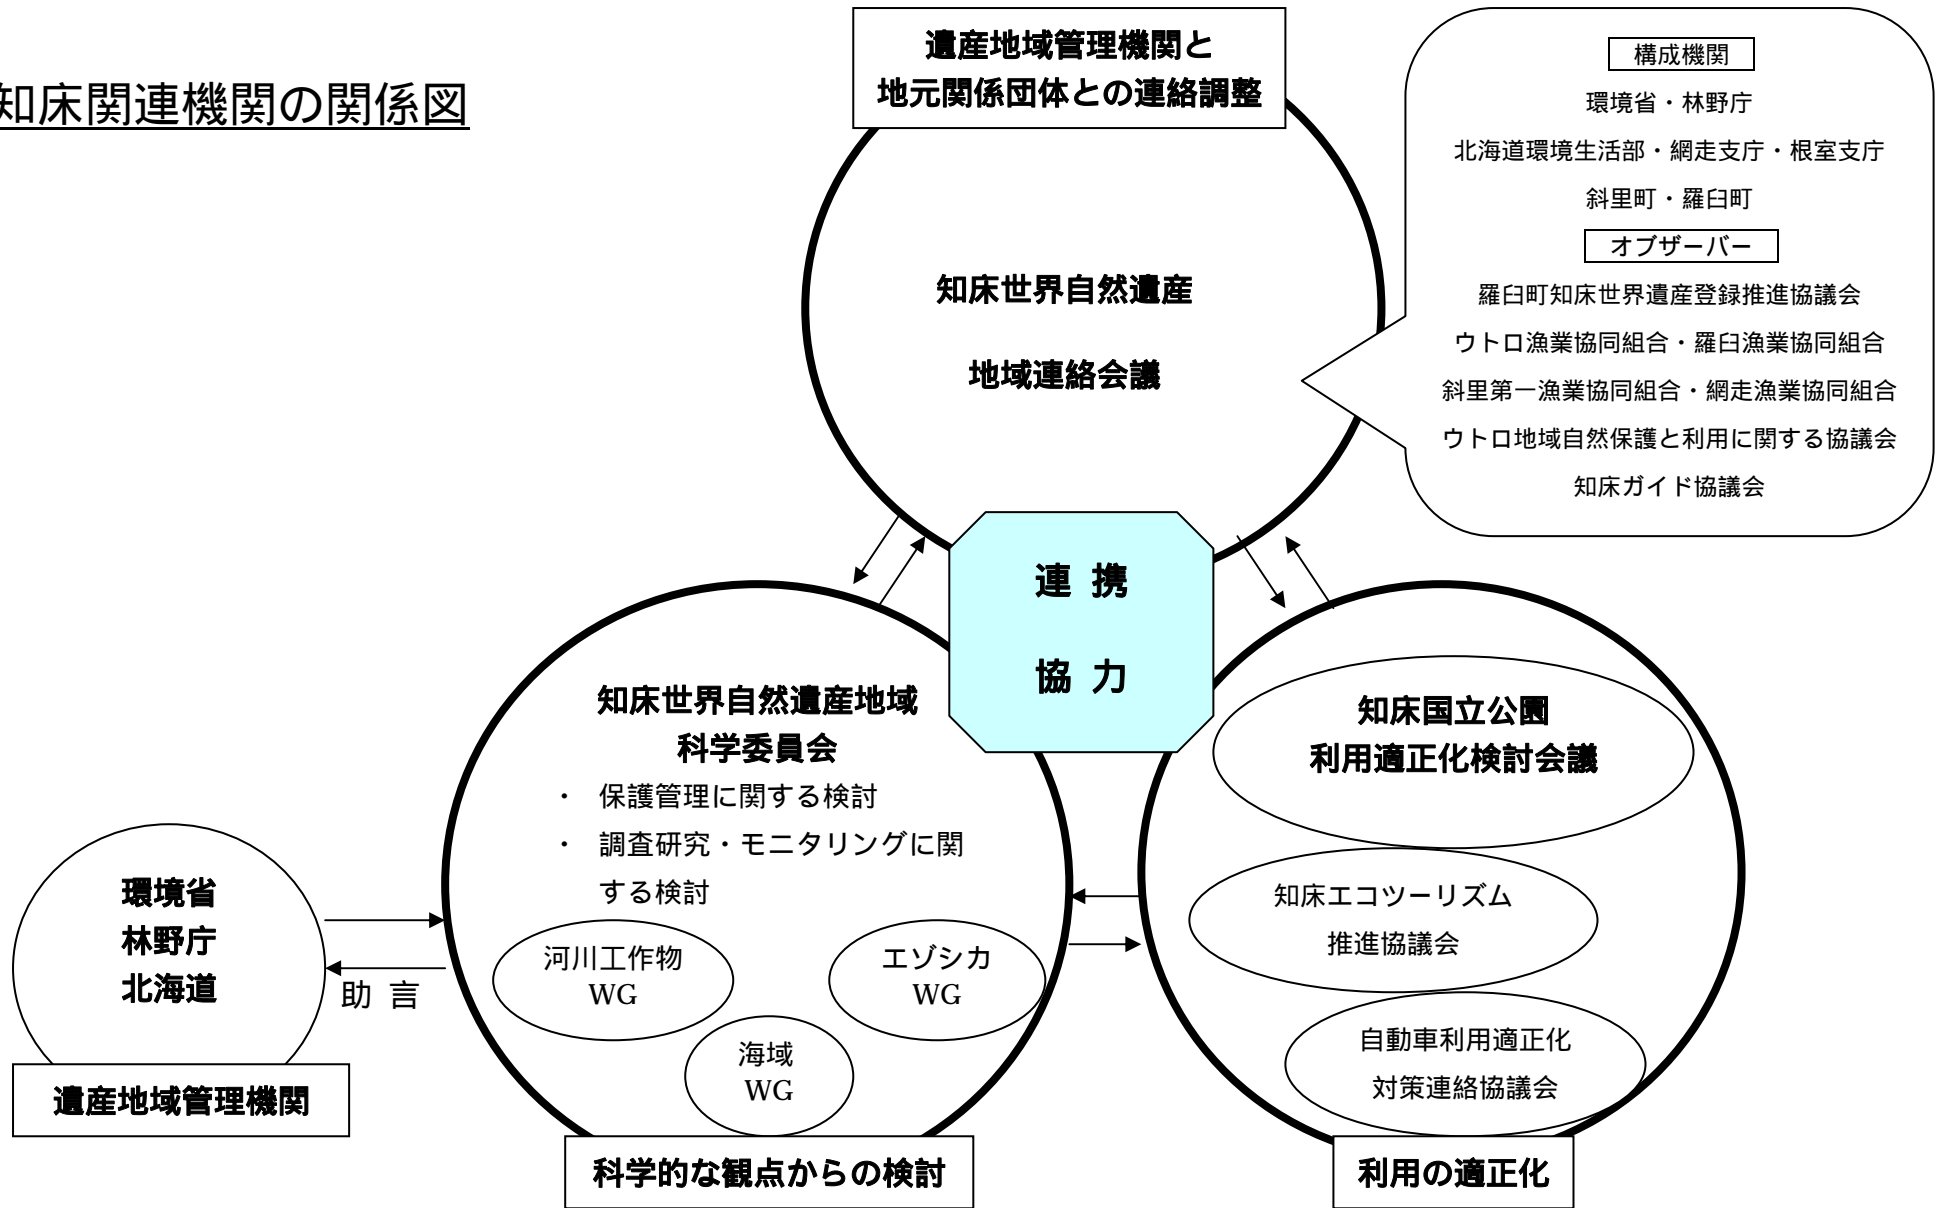 知床関連機関の関係図
遺産地域管理機関と
地元関係団体との連絡調整
知床世界自然遺産
地域連絡会議
構成機関
環境省・林野庁
北海道環境生活部・網走支庁・根室支庁
斜里町・羅臼町
オブザーバー
羅臼町知床世界遺産登録推進協議会
ウトロ漁業協同組合・羅臼漁業協同組合
斜里第一漁業協同組合・網走漁業協同組合
ウトロ地域自然保護と利用に関する協議会
知床ガイド協議会
連 携
協 力
知床世界自然遺産地域
科学委員会
・ 保護管理に関する検討
・ 調査研究・モニタリングに関
する検討
河川工作物
WG
エゾシカ
WG
海域
WG
科学的な観点からの検討
知床国立公園
利用適正化検討会議
知床エコツーリズム
推進協議会
自動車利用適正化
対策連絡協議会
利用の適正化
環境省
林野庁
北海道
助 言
遺産地域管理機関